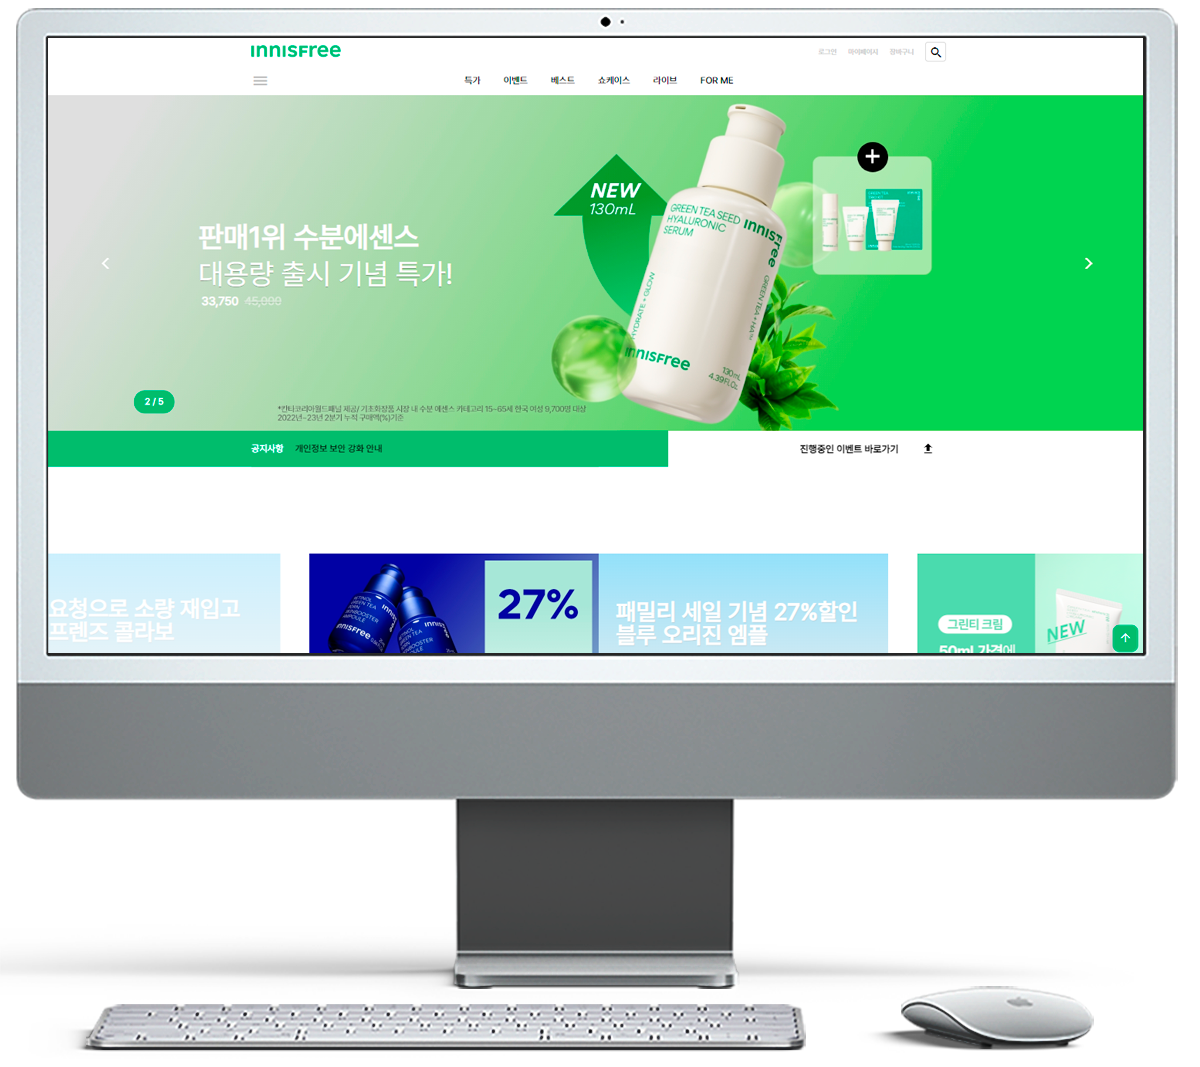 INNISFree
로그인 마이페이지 장바구니
특가 이벤트 베스트 쇼케이스 라이브 FOR ME
NEW
130mL
GREEN TEA SEED
HYALURONIC
SERUM
INNISFree
HYDRATE + GLOW
GREEN TEA + HA
INNISFree
130mL
4.39FL.Oz.
판매1위 수분에센스
대용량 출시 기념 특가!
33,750 45,000
2 / 5
*칸타코리아월드패널 제공/ 기초화장품 시장 내 수분 에센스 카테고리 15~65세 한국 여성 9,700명 대상
2022년~23년 2분기 누적 구매액(%)기준
공지사항 개인정보 보안 강화 안내
진행중인 이벤트 바로가기
요청으로 소량 재입고
프렌즈 콜라보
RETINOL
GREEN TEA
PDRN
SKINBOOSTER
AMPOULE
INNISFree
27%
패밀리 세일 기념 27%할인
블루 오리진 엠플
그린티 크림
50ml 가격에
NEW